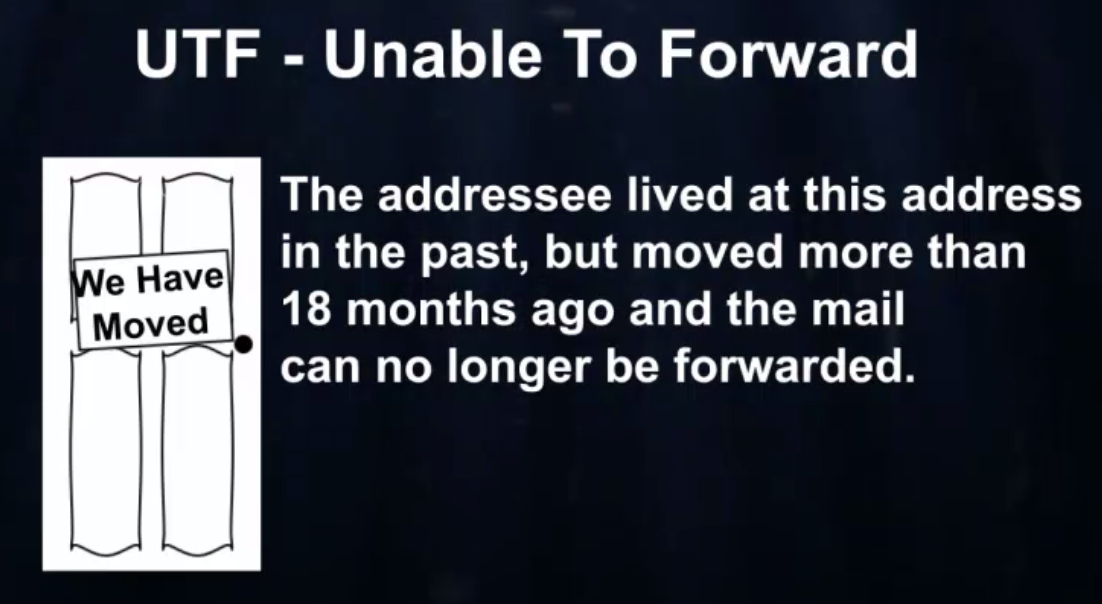 UTF - Unable To Forward
We Have
Moved
The addressee lived at this address
in the past, but moved more than
18 months ago and the mail
can no longer be forwarded.